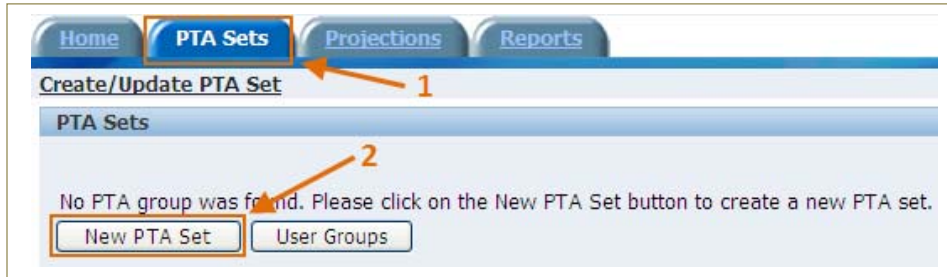 Home PTA Sets Projections Reports
Create/Update PTA Set 1
PTA Sets
2
No PTA group was found. Please click on the New PTA Set button to create a new PTA set.
New PTA Set User Groups